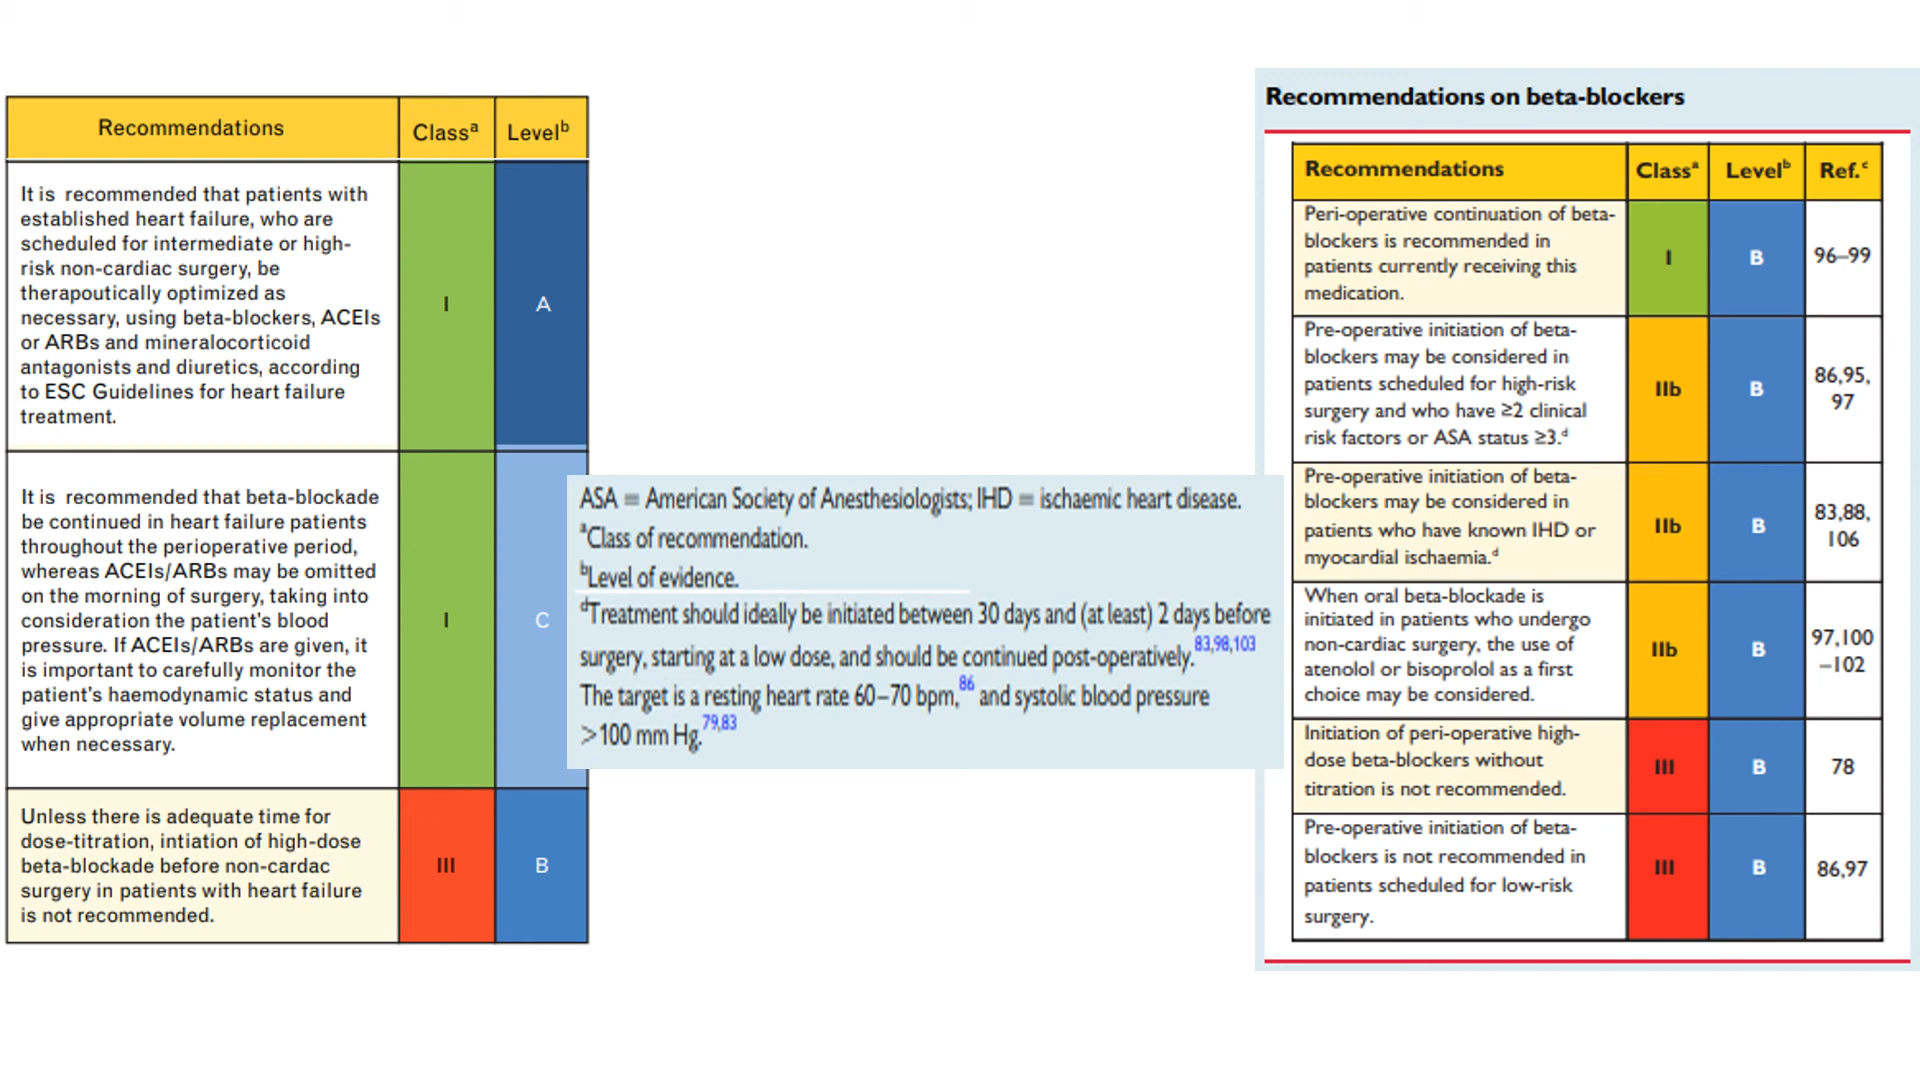 Recommendations Classa Levelb
It is recommended that patients with
established heart failure, who are
scheduled for intermediate or high-
risk non-cardiac surgery, be
therapoutically optimized as
necessary, using beta-blockers, ACEIs
or ARBs and mineralocorticoid
antagonists and diuretics, according
to ESC Guidelines for heart failure
treatment.
I A
It is recommended that beta-blockade
be continued in heart failure patients
throughout the perioperative period,
whereas ACEIs/ARBs may be omitted
on the morning of surgery, taking into
consideration the patient's blood
pressure. If ACEIs/ARBs are given, it
is important to carefully monitor the
patient's haemodynamic status and
give appropriate volume replacement
when necessary.
I C
Unless there is adequate time for
dose-titration, intiation of high-dose
beta-blockade before non-cardac
surgery in patients with heart failure
is not recommended.
III B
ASA = American Society of Anesthesiologists; IHD = ischaemic heart disease.
aClass of recommendation.
bLevel of evidence.
dTreatment should ideally be initiated between 30 days and (at least) 2 days before
surgery, starting at a low dose, and should be continued post-operatively.83,98,103
The target is a resting heart rate 60–70 bpm,86 and systolic blood pressure
>100 mm Hg.79,83
Recommendations on beta-blockers
Recommendations Classa Levelb Ref.c
Peri-operative continuation of beta-
blockers is recommended in
patients currently receiving this
medication.
I B 96–99
Pre-operative initiation of beta-
blockers may be considered in
patients scheduled for high-risk
surgery and who have ≥2 clinical
risk factors or ASA status ≥3.d
IIb B 86,95,
97
Pre-operative initiation of beta-
blockers may be considered in
patients who have known IHD or
myocardial ischaemia.d
IIb B 83,88,
106
When oral beta-blockade is
initiated in patients who undergo
non-cardiac surgery, the use of
atenolol or bisoprolol as a first
choice may be considered.
IIb B 97,100
–102
Initiation of peri-operative high-
dose beta-blockers without
titration is not recommended.
III B 78
Pre-operative initiation of beta-
blockers is not recommended in
patients scheduled for low-risk
surgery.
III B 86,97